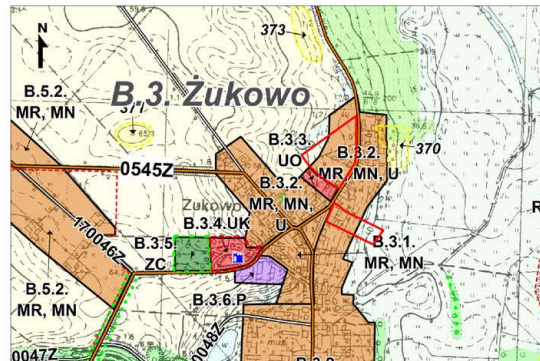 373
N
B.3. Żukowo
B.5.2.
MR, MN
377
0545Z
B.3.3.
UO
B.3.2.
MR, MN, U
370
B.3.2.
MR, MN,
U
Żukowo
B.3.4.UK
170046Z
B.3.5.
ZC
B.3.1.
MR, MN
B.5.2.
MR, MN
B.3.6.P
0047Z
0048Z
R